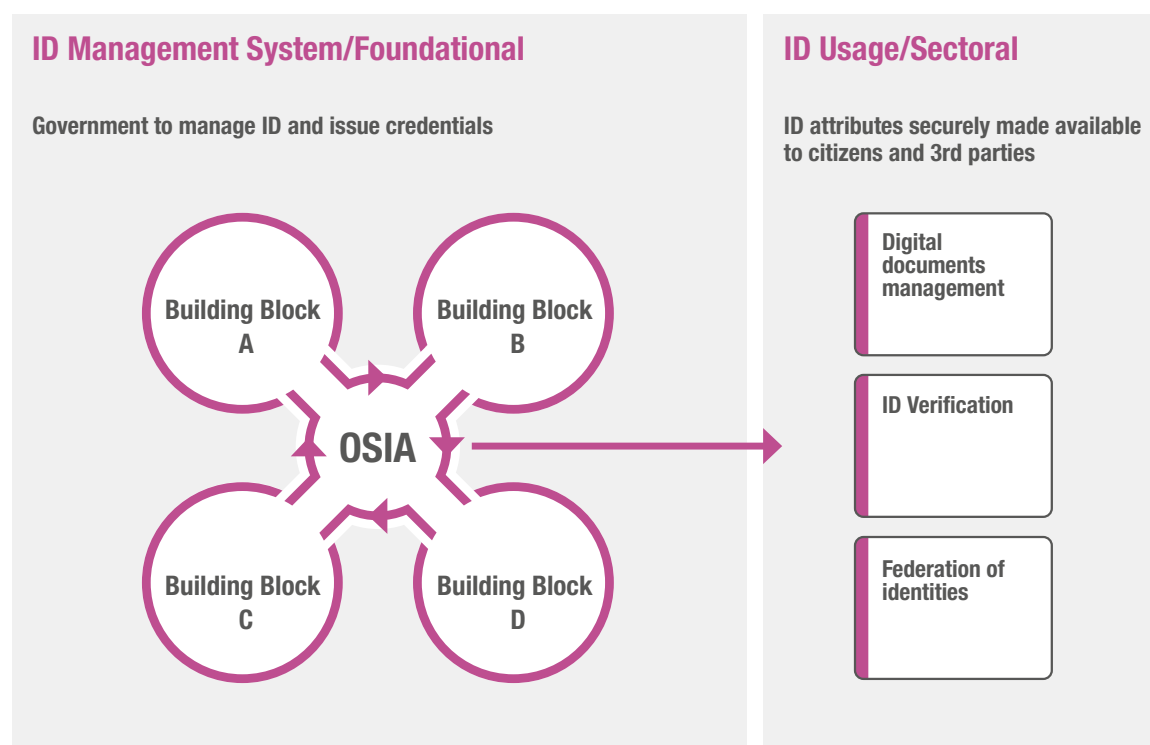 ID Management System/Foundational
Government to manage ID and issue credentials
Building Block
A
Building Block
B
OSIA
Building Block
C
Building Block
D
ID Usage/Sectoral
ID attributes securely made available
to citizens and 3rd parties
Digital
documents
management
ID Verification
Federation of
identities